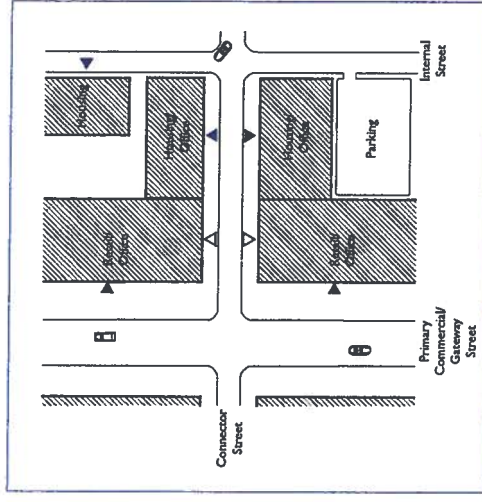 Housing
Retail/
Office
Housing/
Office
Connector
Street
Housing/
Office
Retail/
Office
Parking
Primary
Commercial/
Gateway
Street
Internal
Street